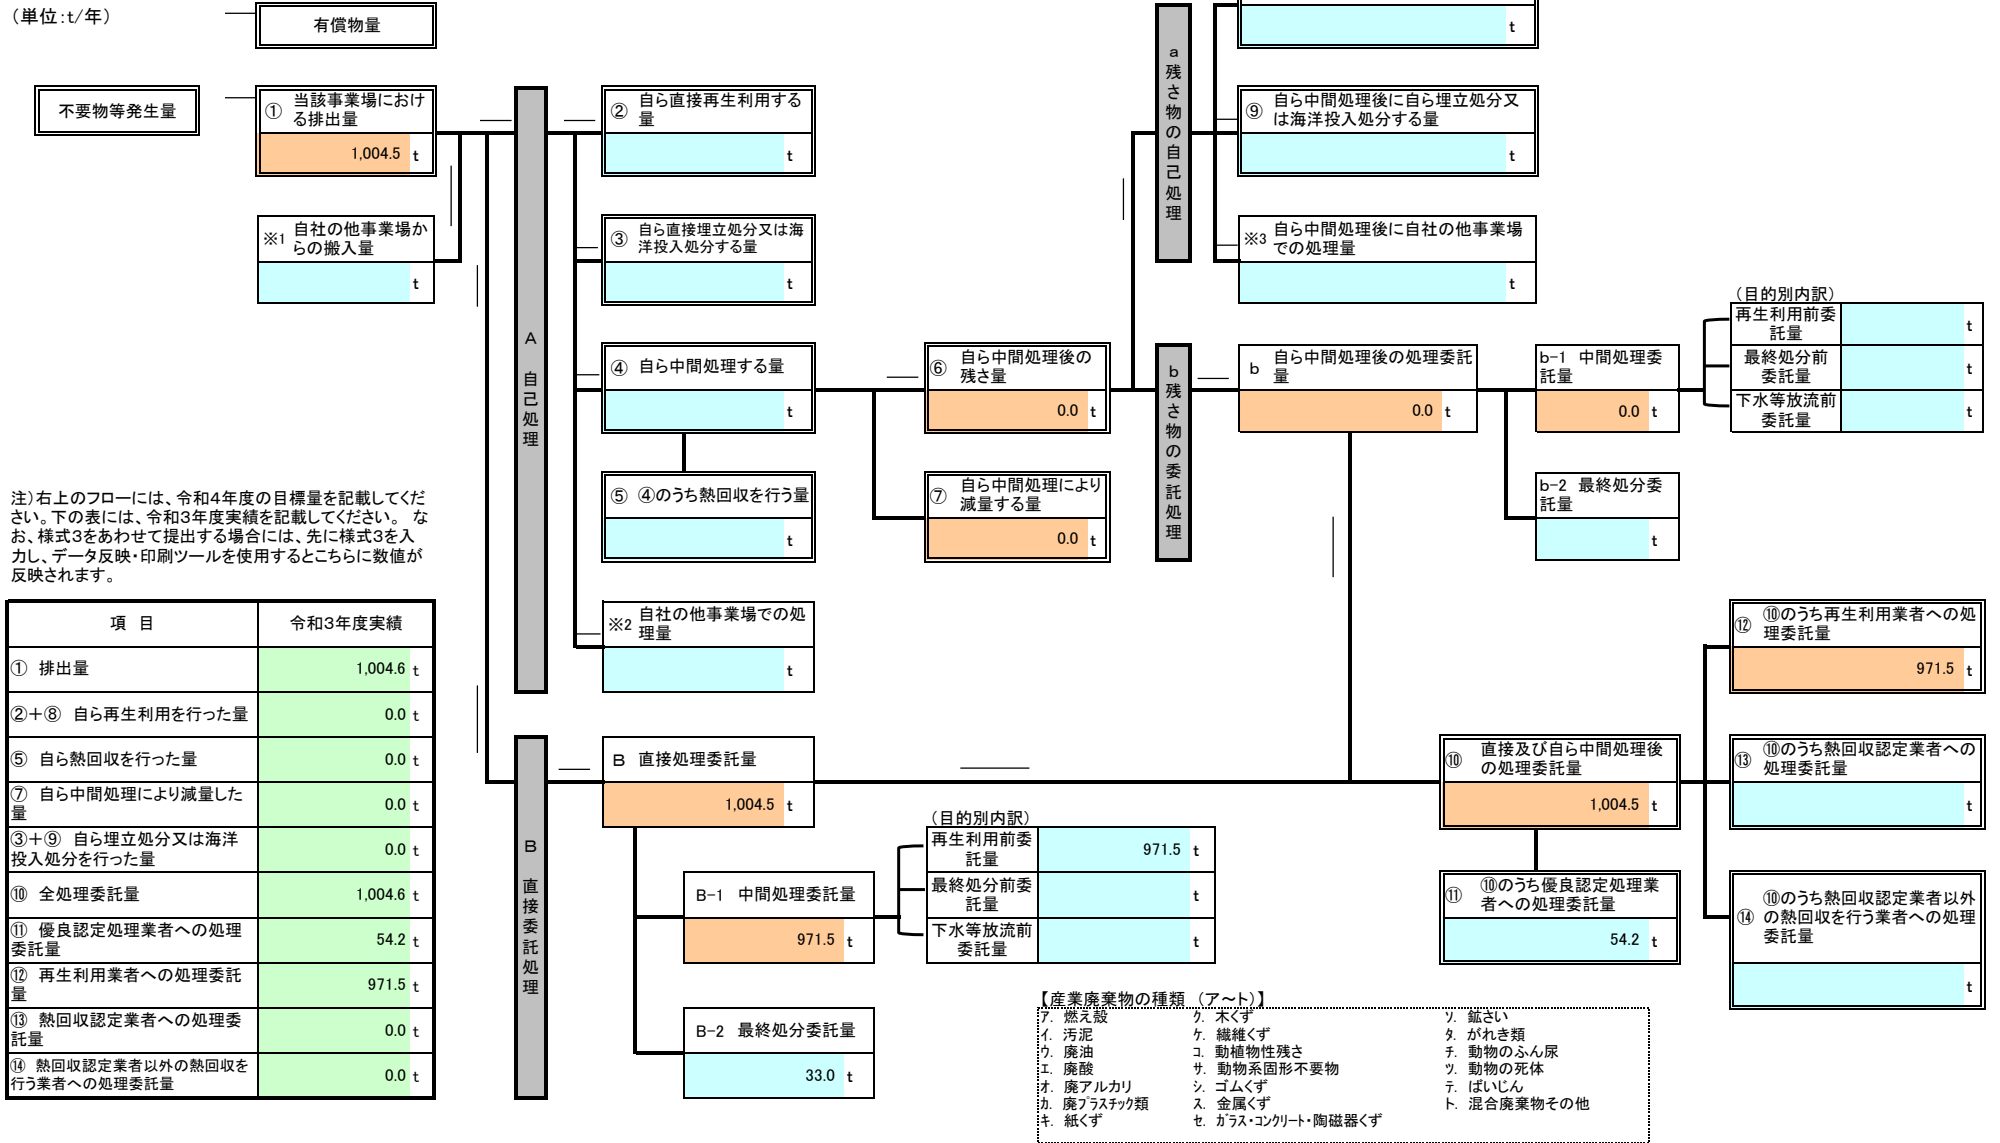 （単位：t/年）
有償物量
t
不要物等発生量
① 当該事業場におけ
る排出量
1,004.5 t
※1 自社の他事業場か
らの搬入量
t
A 自己処理
② 自ら直接再生利用する
量
t
③ 自ら直接埋立処分又は海
洋投入処分する量
t
④ 自ら中間処理する量
t
⑤ ④のうち熱回収を行う量
t
※2 自社の他事業場での処
理量
t
⑥ 自ら中間処理後の
残さ量
0.0 t
⑦ 自ら中間処理により
減量する量
0.0 t
a 残さ物の自己処理
⑨ 自ら中間処理後に自ら埋立処分又
は海洋投入処分する量
t
※3 自ら中間処理後に自社の他事業場
での処理量
t
b 残さ物の委託処理
b 自ら中間処理後の処理委託
量
0.0 t
b-1 中間処理委
託量
0.0 t
b-2 最終処分委
託量
t
（目的別内訳）
再生利用前委
託量
t
最終処分前
委託量
t
下水等放流前
委託量
t
注）右上のフローには、令和４年度の目標量を記載してくだ
さい。下の表には、令和３年度実績を記載してください。 な
お、様式３をあわせて提出する場合には、先に様式３を入
力し、データ反映・印刷ツールを使用するとこちらに数値が
反映されます。
項 目 令和３年度実績
① 排出量 1,004.6 t
②＋⑧ 自ら再生利用を行った量 0.0 t
⑤ 自ら熱回収を行った量 0.0 t
⑦ 自ら中間処理により減量した
量 0.0 t
③＋⑨ 自ら埋立処分又は海洋
投入処分を行った量 0.0 t
⑩ 全処理委託量 1,004.6 t
⑪ 優良認定処理業者への処理
委託量 54.2 t
⑫ 再生利用業者への処理委託
量 971.5 t
⑬ 熱回収認定業者への処理委
託量 0.0 t
⑭ 熱回収認定業者以外の熱回収を
行う業者への処理委託量 0.0 t
B 直接委託処理
B 直接処理委託量
1,004.5 t
B-1 中間処理委託量
971.5 t
B-2 最終処分委託量
33.0 t
（目的別内訳）
再生利用前委
託量
971.5 t
最終処分前委
託量
t
下水等放流前
委託量
t
⑩ 直接及び自ら中間処理後
の処理委託量
1,004.5 t
⑪ ⑩のうち優良認定処理業
者への処理委託量
54.2 t
⑫ ⑩のうち再生利用業者への処
理委託量
971.5 t
⑬ ⑩のうち熱回収認定業者への
処理委託量
t
⑭ ⑩のうち熱回収認定業者以外
の熱回収を行う業者への処理
委託量
t
【産業廃棄物の種類 （ア～ト）】
ア. 燃え殻 ク. 木くず ソ. 鉱さい
イ. 汚泥 ケ. 繊維くず タ. がれき類
ウ. 廃油 コ. 動植物性残さ チ. 動物のふん尿
エ. 廃酸 サ. 動物系固形不要物 ツ. 動物の死体
オ. 廃アルカリ シ. ゴムくず テ. ばいじん
カ. 廃プラスチック類 ス. 金属くず ト. 混合廃棄物その他
キ. 紙くず セ. ガラス・コンクリート・陶磁器くず